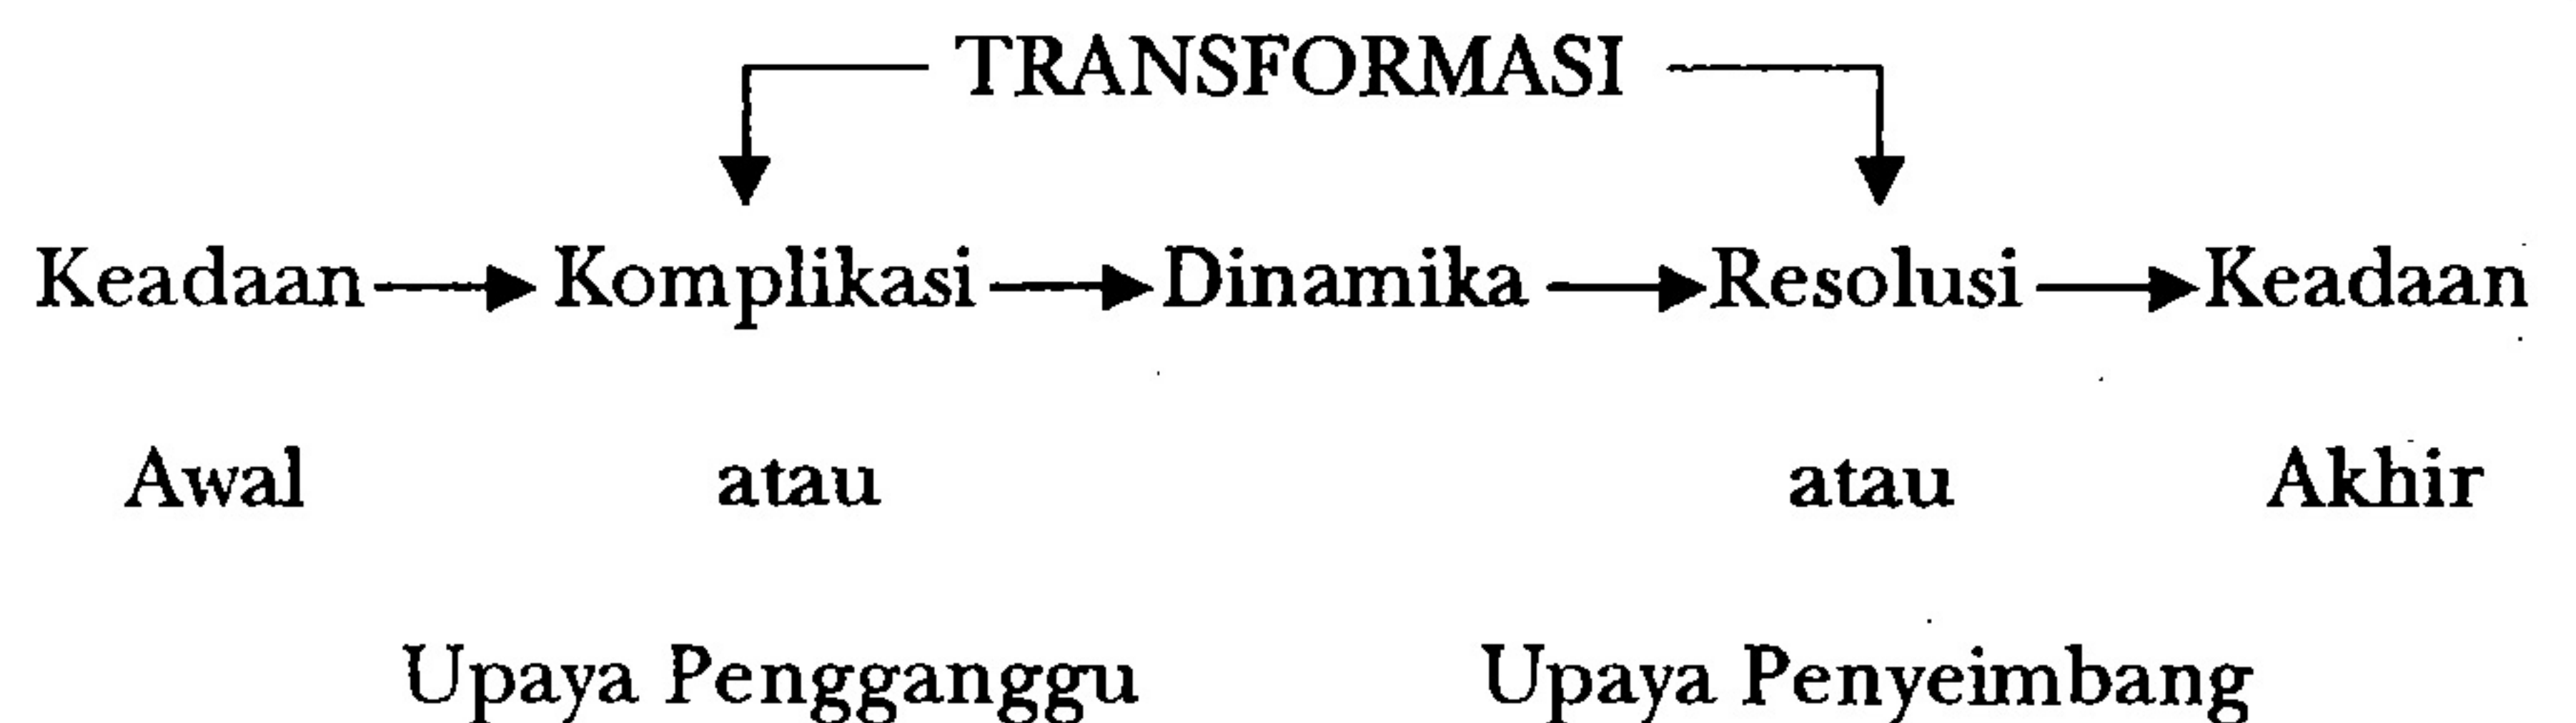 TRANSFORMASI
Keadaan Komplikasi Dinamika Resolusi Keadaan
Awal atau atau Akhir
Upaya Pengganggu Upaya Penyeimbang